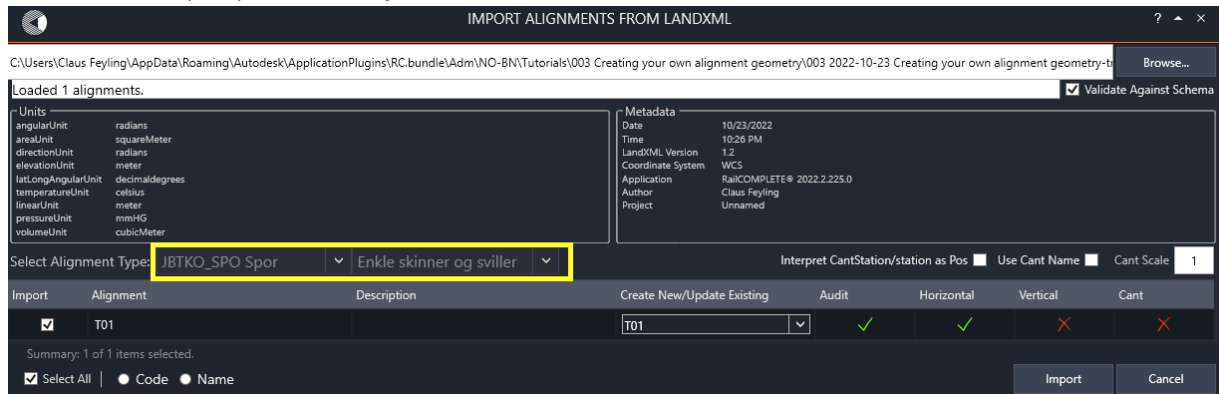 IMPORT ALIGNMENTS FROM LANDXML ? ×
C:\Users\Claus Feyling\AppData\Roaming\Autodesk\ApplicationPlugins\RC.bundle\Adm\NO-BN\Tutorials\003 Creating your own alignment geometry\003 2022-10-23 Creating your own alignment geometry-tr Browse...
Loaded 1 alignments. Validate Against Schema
Units
angularUnit radians
areaUnit squareMeter
directionUnit radians
elevationUnit meter
latLongAngularUnit decimaldegrees
temperatureUnit celsius
linearUnit meter
pressureUnit mmHG
volumeUnit cubicMeter
Metadata
Date 10/23/2022
Time 10:26 PM
LandXML Version 1.2
Coordinate System WCS
Application RailCOMPLETE® 2022.2.225.0
Author Claus Feyling
Project Unnamed
Select Alignment Type: JBTKO_SPO Spor Enkle skinner og sviller Interpret CantStation/station as Pos Use Cant Name Cant Scale 1
Import Alignment Description Create New/Update Existing Audit Horizontal Vertical Cant
T01 T01
Summary: 1 of 1 items selected.
Select All | Code Name Import Cancel